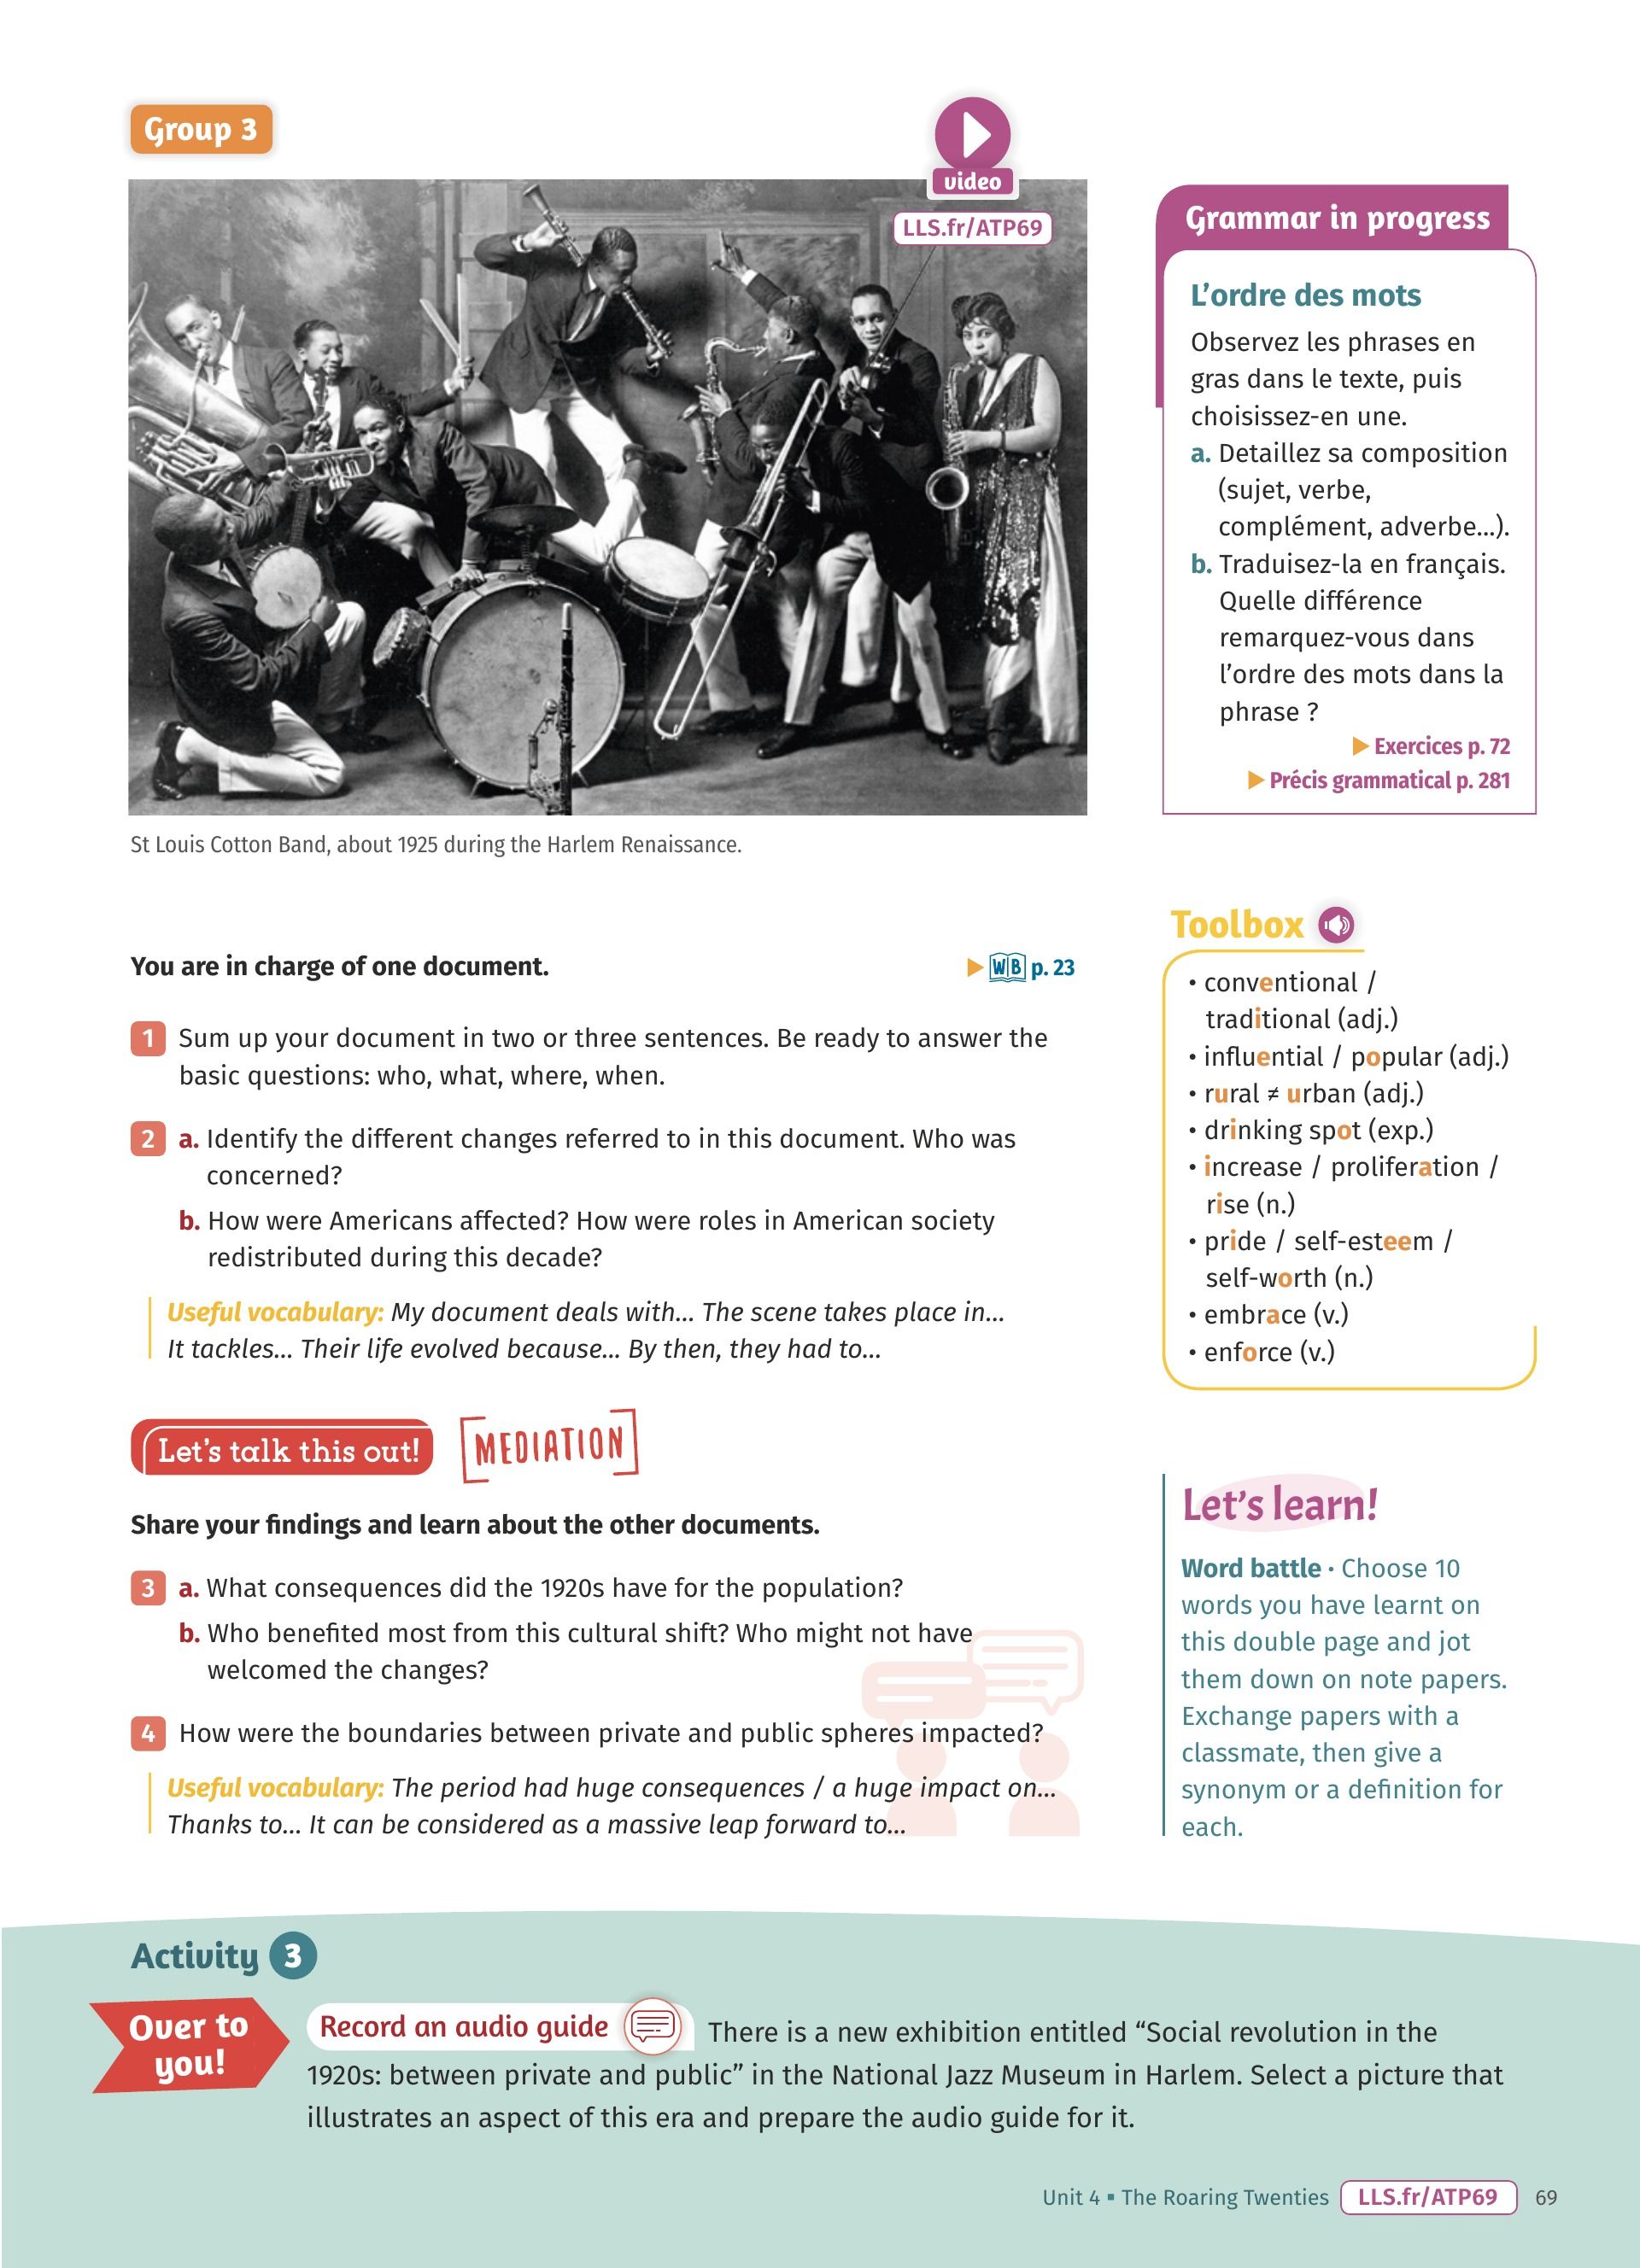 Group 3
video
LLS.fr/ATP69
St Louis Cotton Band, about 1925 during the Harlem Renaissance.
Grammar in progress
L’ordre des mots
Observez les phrases en
gras dans le texte, puis
choisissez-en une.
a. Detaillez sa composition
(sujet, verbe,
complément, adverbe...).
b. Traduisez-la en français.
Quelle différence
remarquez-vous dans
l’ordre des mots dans la
phrase ?
Exercices p. 72
Précis grammatical p. 281
You are in charge of one document.
WB p. 23
1 Sum up your document in two or three sentences. Be ready to answer the
basic questions: who, what, where, when.
2 a. Identify the different changes referred to in this document. Who was
concerned?
b. How were Americans affected? How were roles in American society
redistributed during this decade?
Useful vocabulary: My document deals with... The scene takes place in...
It tackles... Their life evolved because... By then, they had to...
Let’s talk this out!
MEDIATION
Share your findings and learn about the other documents.
3 a. What consequences did the 1920s have for the population?
b. Who benefited most from this cultural shift? Who might not have
welcomed the changes?
4 How were the boundaries between private and public spheres impacted?
Useful vocabulary: The period had huge consequences / a huge impact on...
Thanks to... It can be considered as a massive leap forward to...
Toolbox
• conventional /
traditional (adj.)
• influential / popular (adj.)
• rural ≠ urban (adj.)
• drinking spot (exp.)
• increase / proliferation /
rise (n.)
• pride / self-esteem /
self-worth (n.)
• embrace (v.)
• enforce (v.)
Let’s learn!
Word battle • Choose 10
words you have learnt on
this double page and jot
them down on note papers.
Exchange papers with a
classmate, then give a
synonym or a definition for
each.
Activity 3
Over to
you!
Record an audio guide There is a new exhibition entitled “Social revolution in the
1920s: between private and public” in the National Jazz Museum in Harlem. Select a picture that
illustrates an aspect of this era and prepare the audio guide for it.
Unit 4 ▪ The Roaring Twenties LLS.fr/ATP69 69